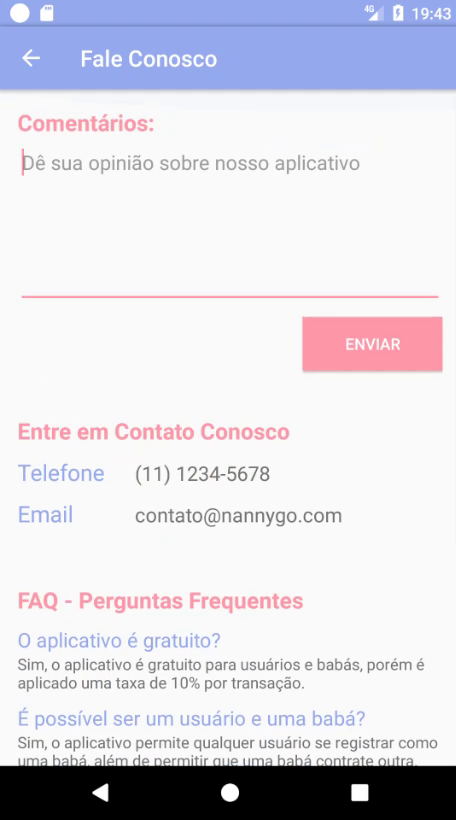 4G 19:43
Fale Conosco
Comentários:
Dê sua opinião sobre nosso aplicativo
ENVIAR
Entre em Contato Conosco
Telefone (11) 1234-5678
Email contato@nannygo.com
FAQ - Perguntas Frequentes
O aplicativo é gratuito?
Sim, o aplicativo é gratuito para usuários e babás, porém é
aplicado uma taxa de 10% por transação.
É possível ser um usuário e uma babá?
Sim, o aplicativo permite qualquer usuário se registrar como
uma babá, além de permitir que uma babá contrate outra.